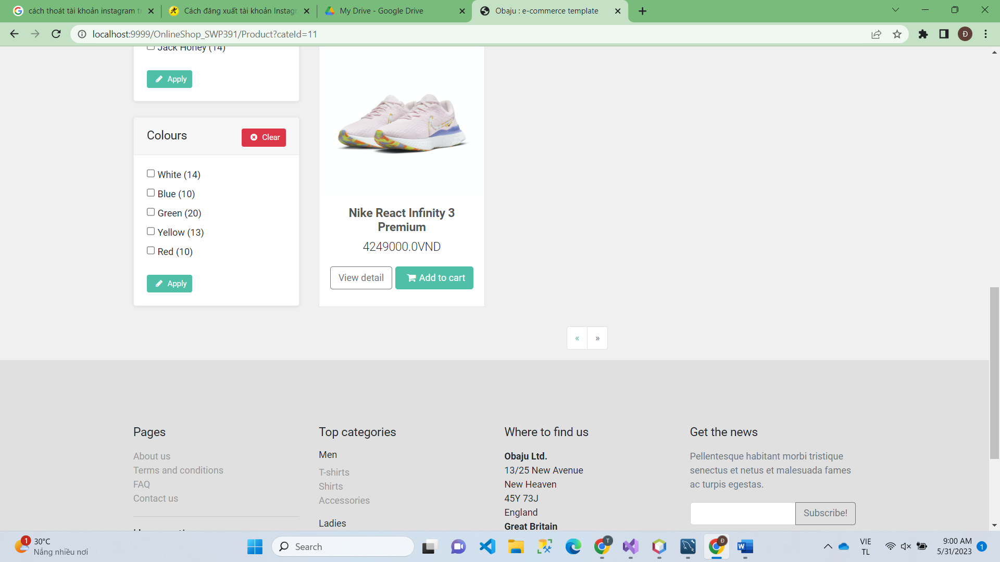 cách thoát tài khoản instagram tr
Cách đăng xuất tài khoản Instagr
My Drive - Google Drive
Obaju : e-commerce template
localhost:9999/OnlineShop_SWP391/Product?cateId=11
Đ
Jack Honey (14)
Apply
Colours
Clear
White (14)
Blue (10)
Green (20)
Yellow (13)
Red (10)
Apply
Nike React Infinity 3
Premium
4249000.0VND
View detail
Add to cart
«
»
Pages
About us
Terms and conditions
FAQ
Contact us
Top categories
Men
T-shirts
Shirts
Accessories
Ladies
Where to find us
Obaju Ltd.
13/25 New Avenue
New Heaven
45Y 73J
England
Great Britain
Get the news
Pellentesque habitant morbi tristique
senectus et netus et malesuada fames
ac turpis egestas.
Subscribe!
1
30°C
Nắng nhiều nơi
Search
T
Đ
VIE
TL
9:00 AM
5/31/2023
1